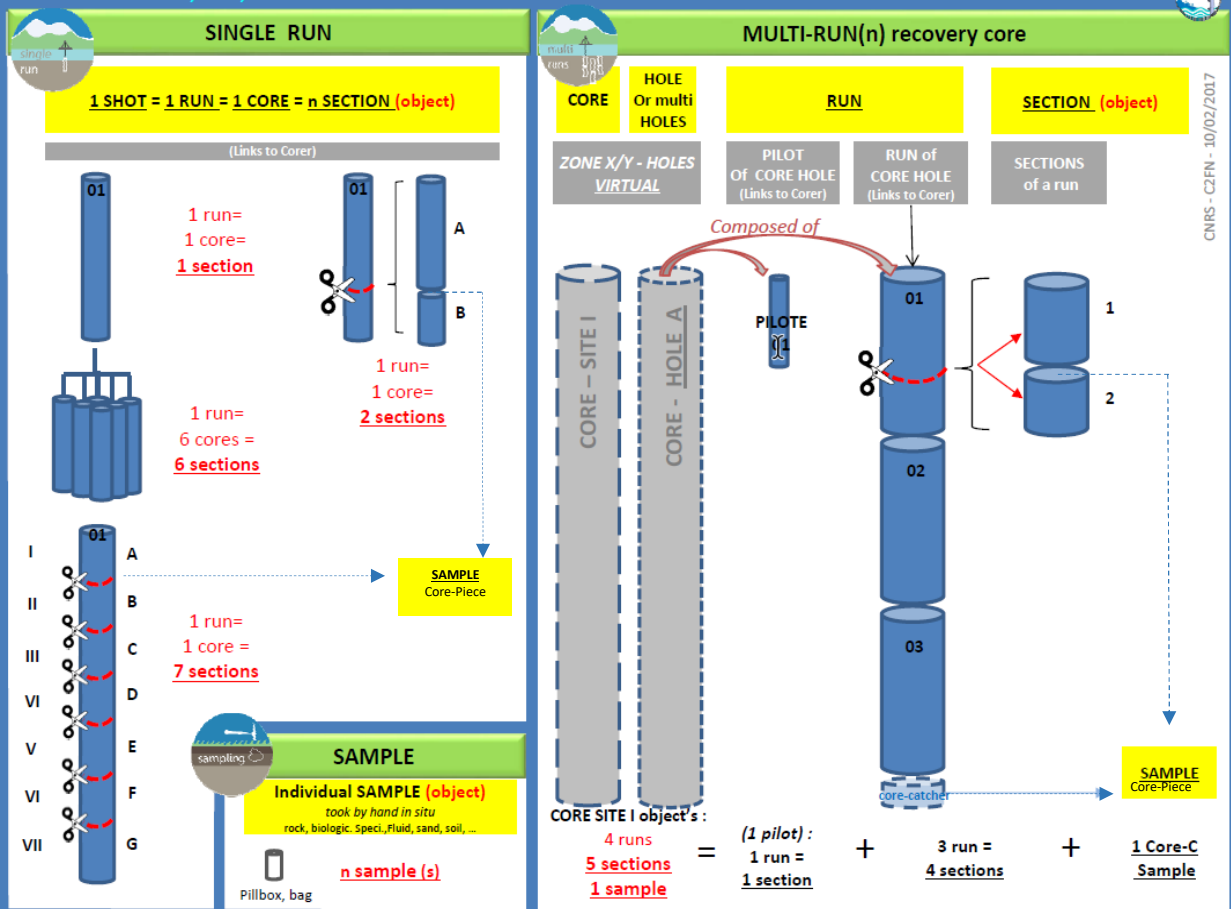 SINGLE RUN
single
run
1 SHOT = 1 RUN = 1 CORE = n SECTION (object)
(Links to Corer)
01
1 run=
1 core=
1 section
01
A
B
1 run=
1 core=
2 sections
1 run=
6 cores =
6 sections
01
I
II
III
VI
V
VI
VII
A
B
C
D
E
F
G
1 run=
1 core =
7 sections
SAMPLE
Core-Piece
sampling
SAMPLE
Individual SAMPLE (object)
took by hand in situ
rock, biologic. Speci.,Fluid, sand, soil, ...
Pillbox, bag
n sample (s)
MULTI-RUN(n) recovery core
multi
runs
CORE
HOLE
Or multi
HOLES
RUN
SECTION (object)
ZONE X/Y - HOLES
VIRTUAL
PILOT
Of CORE HOLE
(Links to Corer)
RUN of
CORE HOLE
(Links to Corer)
SECTIONS
of a run
CNRS - C2FN - 10/02/2017
Composed of
CORE – SITE I
CORE - HOLE A
PILOTE
01
01
02
03
1
2
core-catcher
SAMPLE
Core-Piece
CORE SITE I object's :
4 runs
5 sections
1 sample
=
(1 pilot) :
1 run =
1 section
+
3 run =
4 sections
+
1 Core-C
Sample